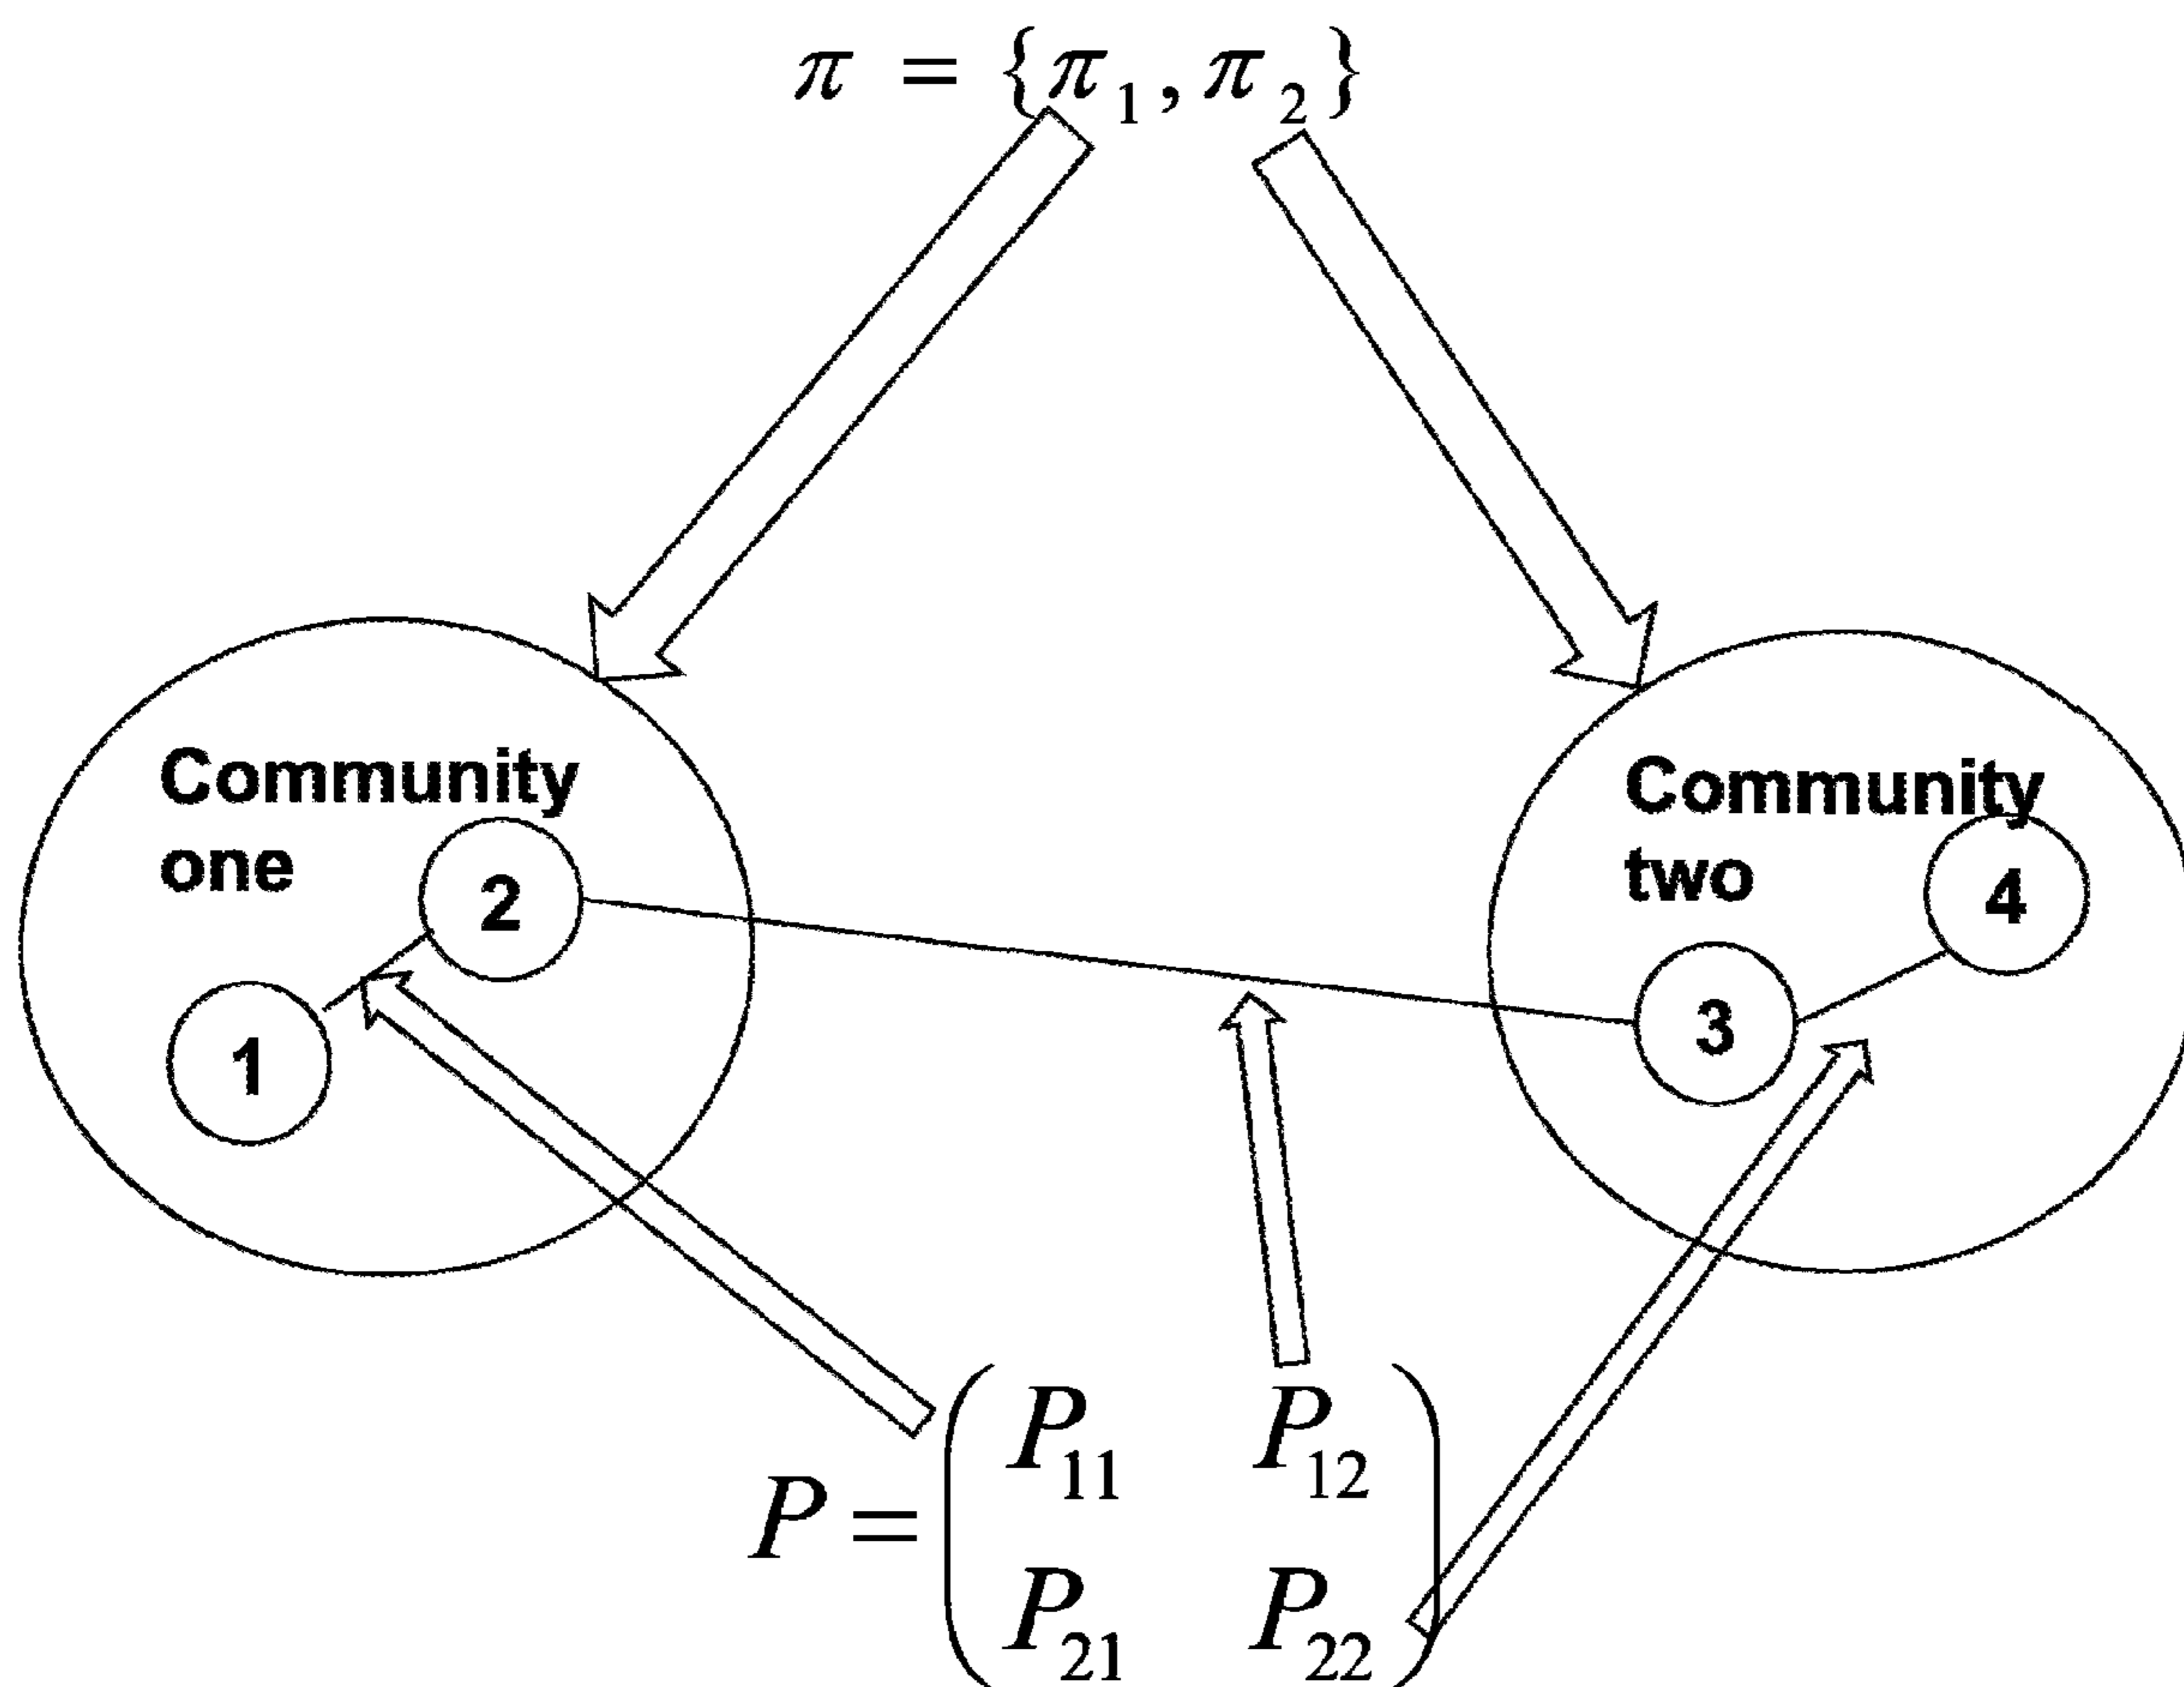 π = {π₁, π₂}
Community
one
2
1
Community
two
4
3
P = ( P₁₁ P₁₂
P₂₁ P₂₂ )